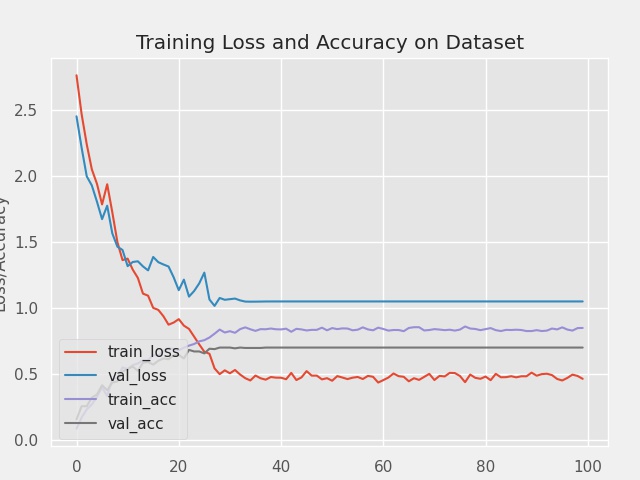 Training Loss and Accuracy on Dataset
Loss/Accuracy
2.5
2.0
1.5
1.0
0.5
0.0
train_loss
val_loss
train_acc
val_acc
0
20
40
60
80
100